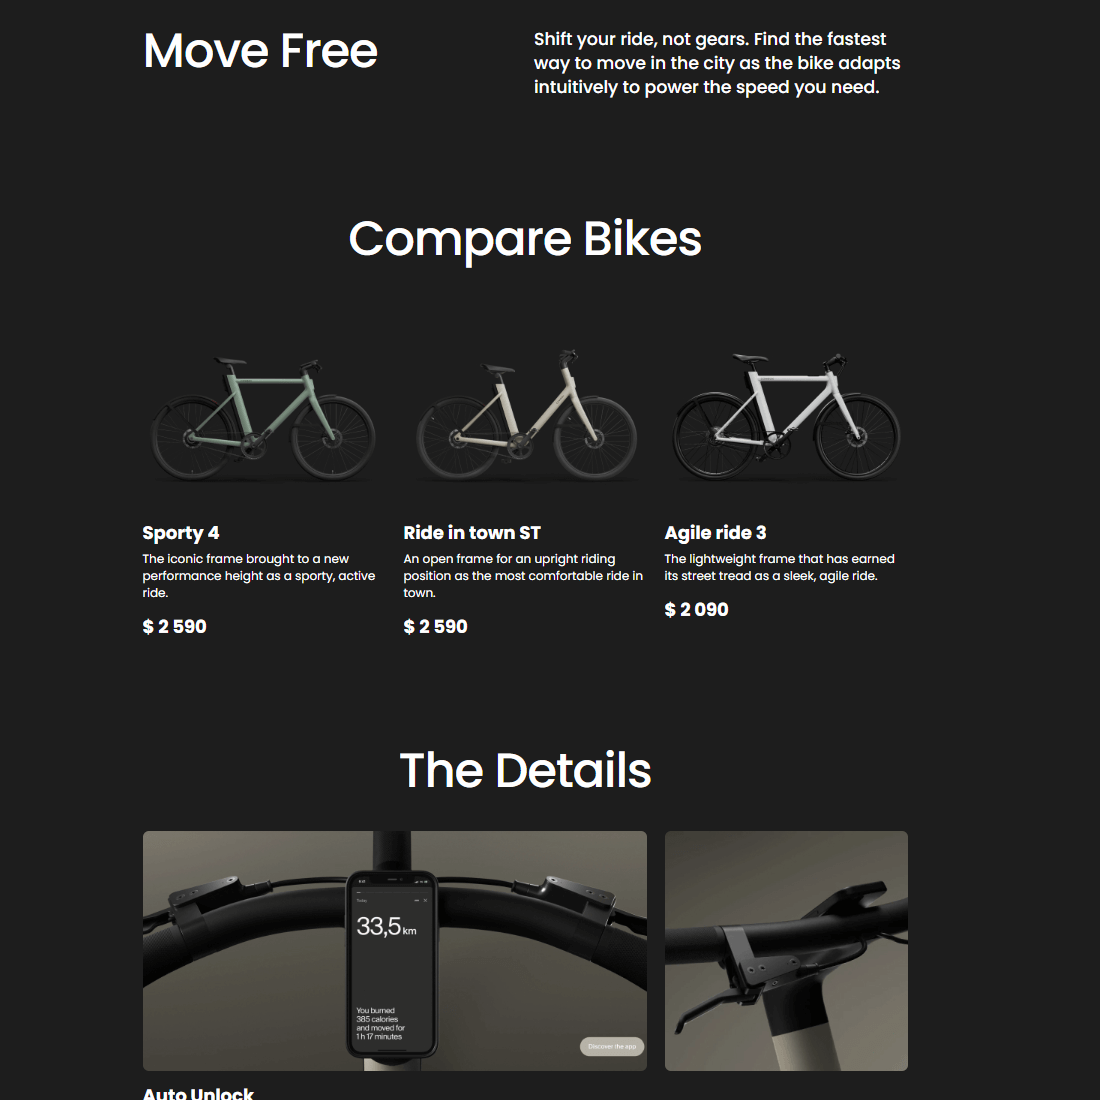 Move Free
Shift your ride, not gears. Find the fastest
way to move in the city as the bike adapts
intuitively to power the speed you need.
Compare Bikes
Sporty 4
The iconic frame brought to a new
performance height as a sporty, active
ride.
$ 2 590
Ride in town ST
An open frame for an upright riding
position as the most comfortable ride in
town.
$ 2 590
Agile ride 3
The lightweight frame that has earned
its street tread as a sleek, agile ride.
$ 2 090
The Details
Today
33,5 km
You burned
385 calories
and moved for
1 h 17 minutes
Discover the app
Auto Unlock